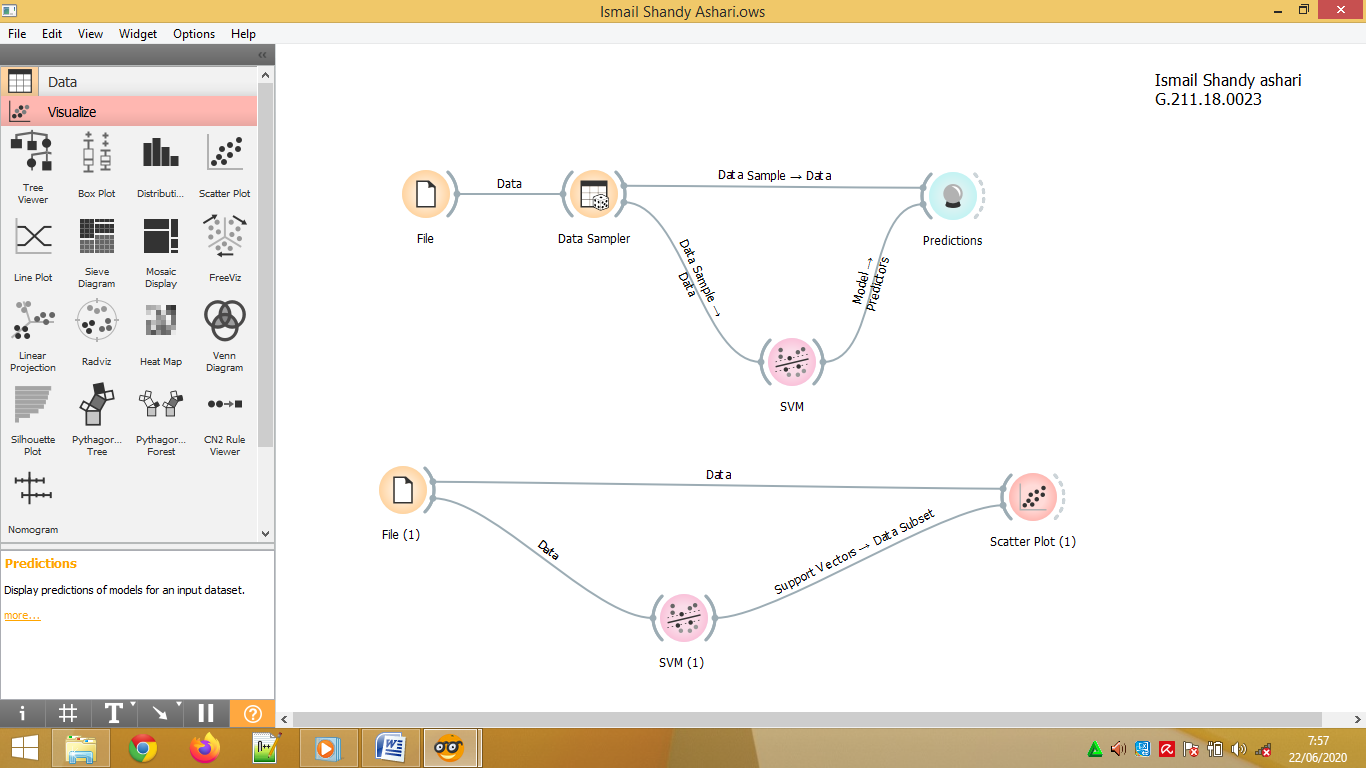 Ismail Shandy Ashari.ows
File Edit View Widget Options Help
Data
Visualize
Tree Viewer
Box Plot
Distributi...
Scatter Plot
Line Plot
Sieve Diagram
Mosaic Display
FreeViz
Linear Projection
Radviz
Heat Map
Venn Diagram
Silhouette Plot
Pythagor... Tree
Pythagor... Forest
CN2 Rule Viewer
Nomogram
Predictions
Display predictions of models for an input dataset.
more...
Ismail Shandy ashari
G.211.18.0023
File
Data
Data Sampler
Data Sample → Data
Predictions
Data Sample →
Data
Model →
Predictors
SVM
File (1)
Data
Scatter Plot (1)
Data
Support Vectors → Data Subset
SVM (1)
7:57
22/06/2020